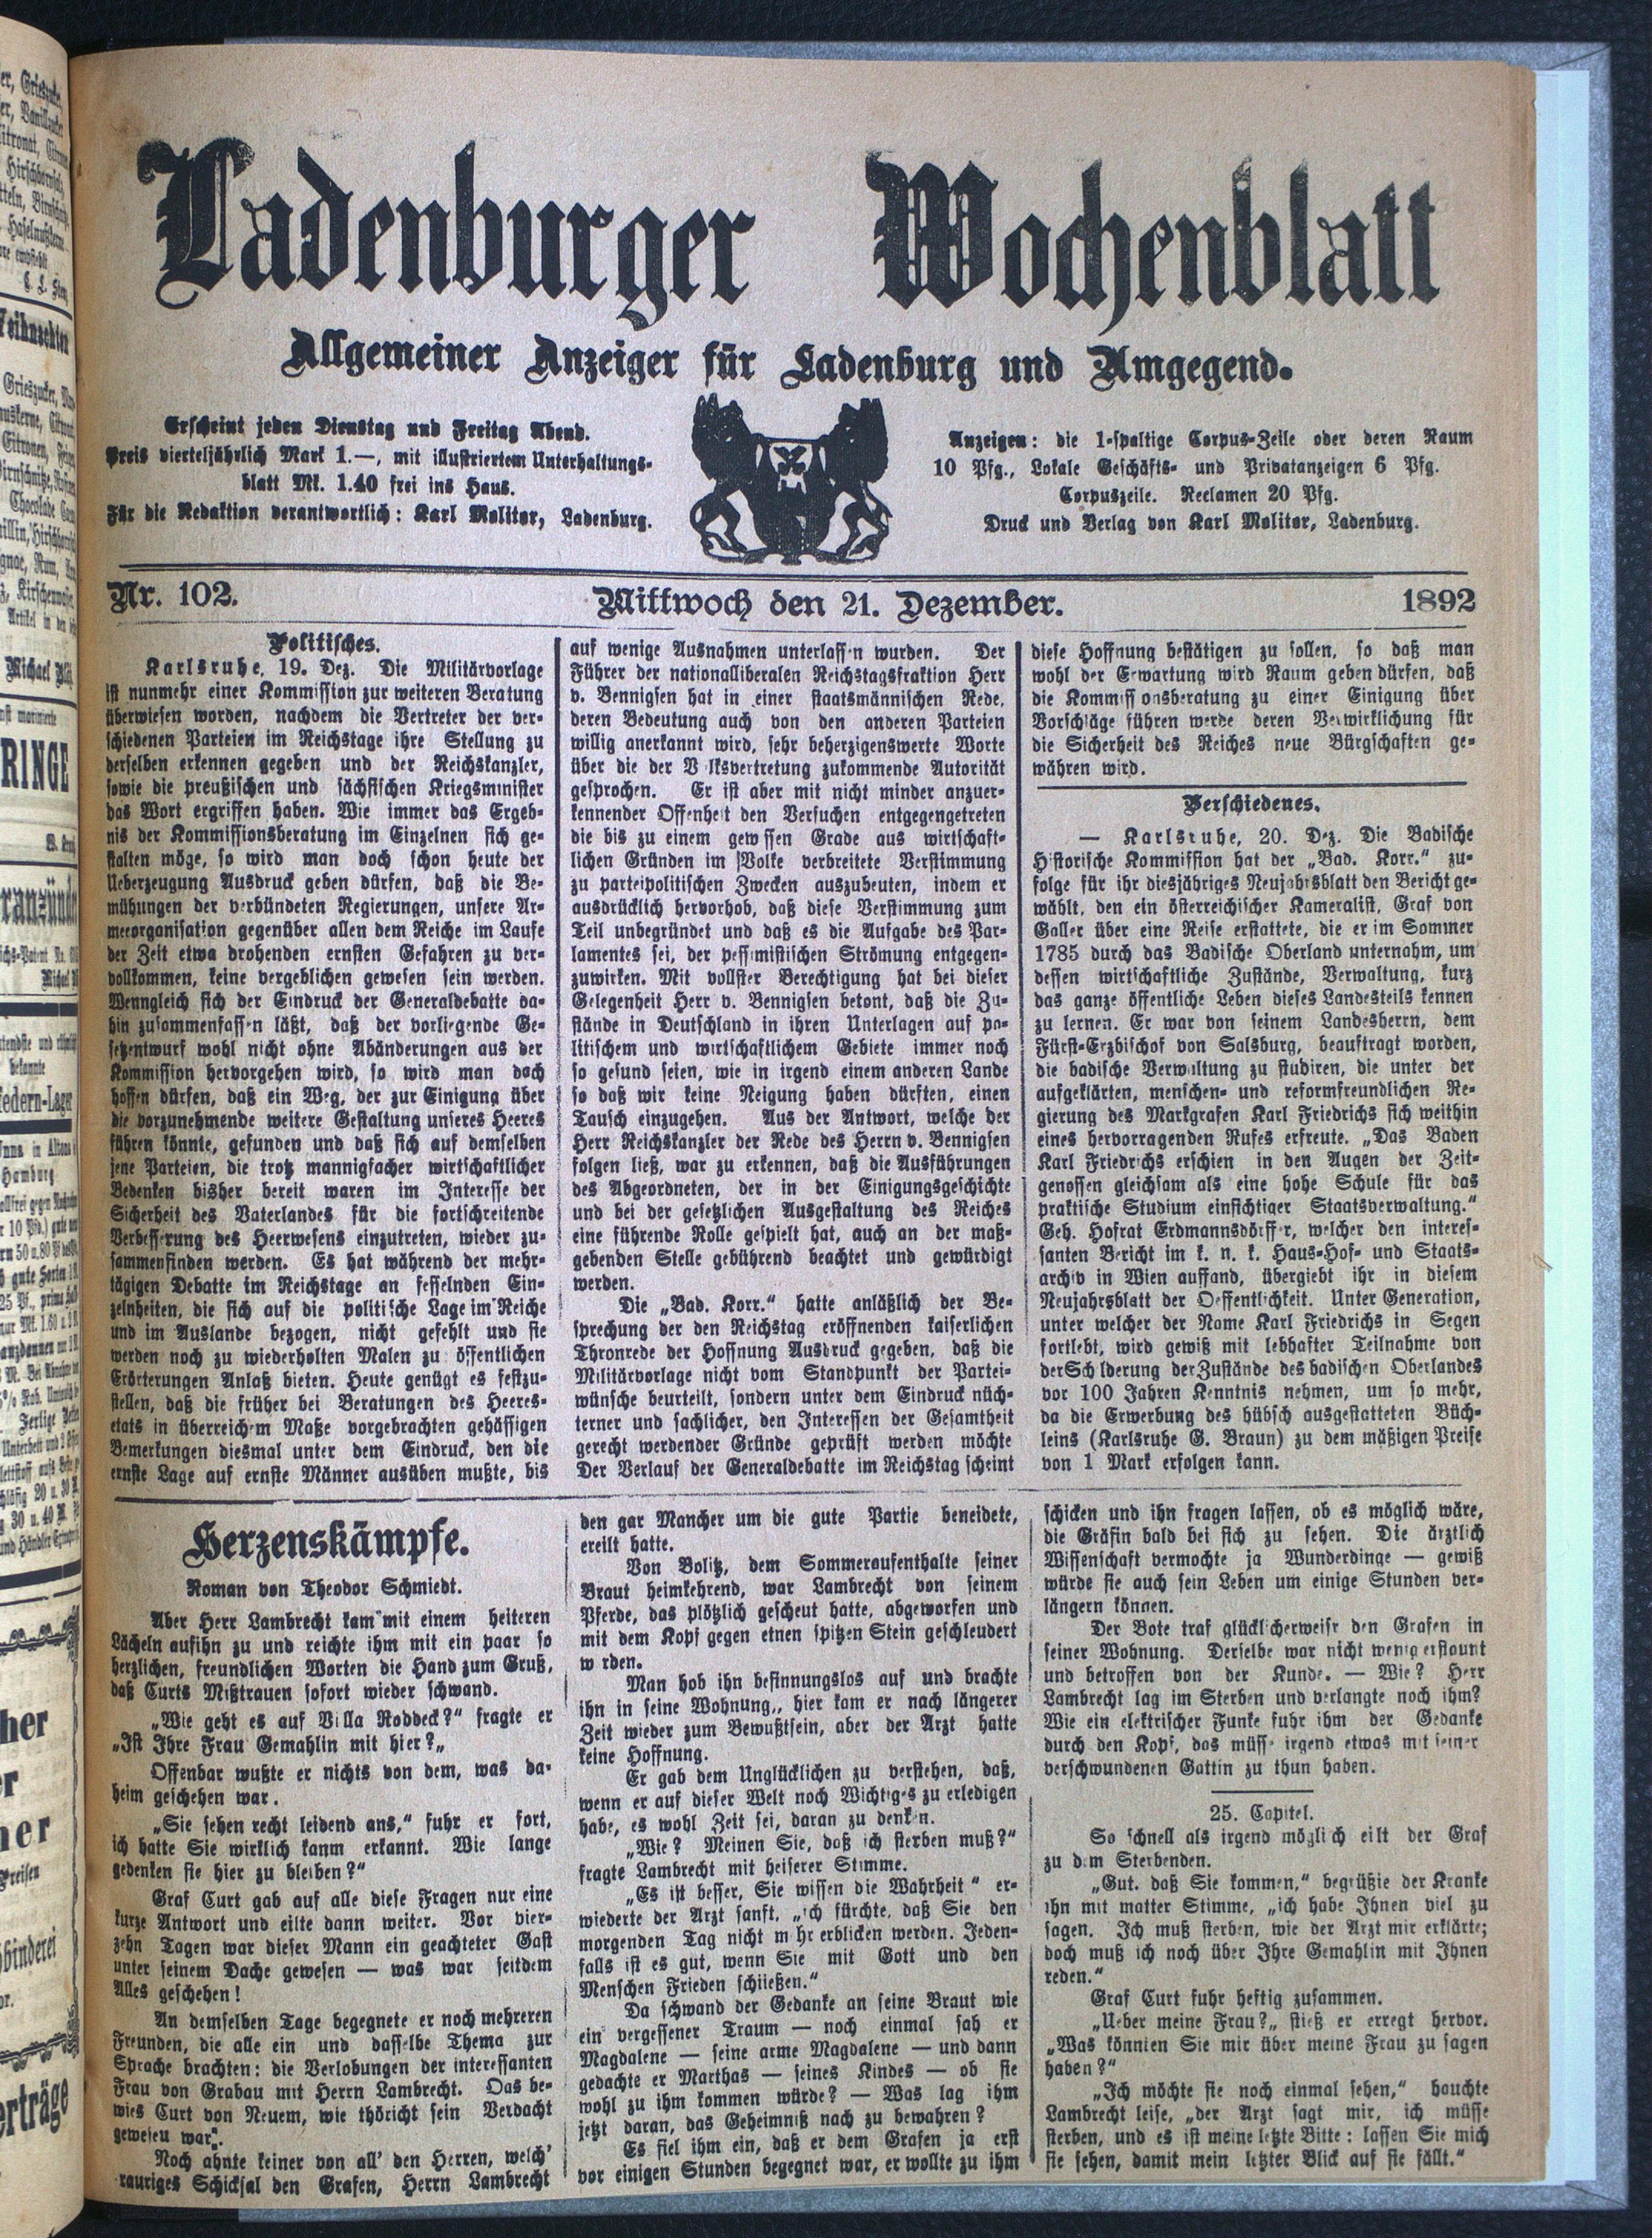 Ladenburger Wochenblatt
Allgemeiner Anzeiger für Ladenburg und Umgegend.
Erscheint jeden Dienstag und Freitag Abend.
Preis vierteljährlich Mark 1.—, mit illustriertem Unterhaltungs-
blatt Mk. 1.40 frei ins Haus.
Für die Redaktion verantwortlich: Karl Molitor, Ladenburg.
Anzeigen: die 1-spaltige Corpus-Zeile oder deren Raum
10 Pfg., Lokale Geschäfts- und Privatanzeigen 6 Pfg.
Corpuszeile. Reclamen 20 Pfg.
Druck und Verlag von Karl Molitor, Ladenburg.
Nr. 102. Mittwoch den 21. Dezember. 1892
Politisches.
Karlsruhe, 19. Dez. Die Militärvorlage
ist nunmehr einer Kommission zur weiteren Beratung
überwiesen worden, nachdem die Vertreter der ver-
schiedenen Parteien im Reichstage ihre Stellung zu
derselben erkennen gegeben und der Reichskanzler,
sowie die preußischen und sächsischen Kriegsminister
das Wort ergriffen haben. Wie immer das Ergeb-
nis der Kommissionsberatung im Einzelnen sich ge-
stalten möge, so wird man doch schon heute der
Ueberzeugung Ausdruck geben dürfen, daß die Be-
mühungen der verbündeten Regierungen, unsere Ar-
meeorganisation gegenüber allen dem Reiche im Laufe
der Zeit etwa drohenden ernsten Gefahren zu ver-
vollkommen, keine vergeblichen gewesen sein werden.
Wenngleich sich der Eindruck der Generaldebatte da-
hin zusammenfassen läßt, daß der vorliegende Ge-
setzentwurf wohl nicht ohne Abänderungen aus der
Kommission hervorgehen wird, so wird man doch
hoffen dürfen, daß ein Weg, der zur Einigung über
die vorzunehmende weitere Gestaltung unseres Heeres
führen könnte, gefunden und daß sich auf demselben
jene Parteien, die trotz mannigfacher wirtschaftlicher
Bedenken bisher bereit waren im Interesse der
Sicherheit des Vaterlandes für die fortschreitende
Verbesserung des Heerwesens einzutreten, wieder zu-
sammenfinden werden. Es hat während der mehr-
tägigen Debatte im Reichstage an fesselnden Ein-
zelnheiten, die sich auf die politische Lage im Reiche
und im Auslande bezogen, nicht gefehlt und sie
werden noch zu wiederholten Malen zu öffentlichen
Erörterungen Anlaß bieten. Heute genügt es festzu-
stellen, daß die früher bei Beratungen des Heeres-
etats in überreichem Maße vorgebrachten gehässigen
Bemerkungen diesmal unter dem Eindruck, den die
ernste Lage auf ernste Männer ausüben mußte, bis
auf wenige Ausnahmen unterlassen wurden. Der
Führer der nationalliberalen Reichstagsfraktion Herr
v. Bennigsen hat in einer staatsmännischen Rede,
deren Bedeutung auch von den anderen Parteien
willig anerkannt wird, sehr beherzigenswerte Worte
über die der V lksvertretung zukommende Autorität
gesprochen. Er ist aber mit nicht minder anzuer-
kennender Offenheit den Versuchen entgegengetreten
die bis zu einem gewissen Grade aus wirtschaft-
lichen Gründen im Volke verbreitete Verstimmung
zu parteipolitischen Zwecken auszubeuten, indem er
ausdrücklich hervorhob, daß diese Verstimmung zum
Teil unbegründet und daß es die Aufgabe des Par-
lamentes sei, der pessimistischen Strömung entgegen-
zuwirken. Mit vollster Berechtigung hat bei dieser
Gelegenheit Herr v. Bennigsen betont, daß die Zu-
stände in Deutschland in ihren Unterlagen auf po-
litischem und wirtschaftlichem Gebiete immer noch
so gesund seien, wie in irgend einem anderen Lande
so daß wir keine Neigung haben dürften, einen
Tausch einzugehen. Aus der Antwort, welche der
Herr Reichskanzler der Rede des Herrn v. Bennigsen
folgen ließ, war zu erkennen, daß die Ausführungen
des Abgeordneten, der in der Einigungsgeschichte
und bei der gesetzlichen Ausgestaltung des Reiches
eine führende Rolle gespielt hat, auch an der maß-
gebenden Stelle gebührend beachtet und gewürdigt
werden.
Die „Bad. Korr.“ hatte anläßlich der Be-
sprechung der den Reichstag eröffnenden kaiserlichen
Thronrede der Hoffnung Ausdruck gegeben, daß die
Militärvorlage nicht vom Standpunkt der Partei-
wünsche beurteilt, sondern unter dem Eindruck nüch-
terner und sachlicher, den Interessen der Gesamtheit
gerecht werdender Gründe geprüft werden möchte
Der Verlauf der Generaldebatte im Reichstag scheint
diese Hoffnung bestätigen zu sollen, so daß man
wohl der Erwartung wird Raum geben dürfen, daß
die Kommiss onsberatung zu einer Einigung über
Vorschläge führen werde deren Verwirklichung für
die Sicherheit des Reiches neue Bürgschaften ge-
währen wird.
Verschiedenes.
— Karlsruhe, 20. Dez. Die Badische
Historische Kommission hat der „Bad. Korr.“ zu-
folge für ihr diesjähriges Neujahrsblatt den Bericht ge-
wählt, den ein österreichischer Kameralist, Graf von
Galler über eine Reise erstattete, die er im Sommer
1785 durch das Badische Oberland unternahm, um
dessen wirtschaftliche Zustände, Verwaltung, kurz
das ganze öffentliche Leben dieses Landesteils kennen
zu lernen. Er war von seinem Landesherrn, dem
Fürst-Erzbischof von Salsburg, beauftragt worden,
die badische Verwaltung zu studiren, die unter der
aufgeklärten, menschen- und reformfreundlichen Re-
gierung des Markgrafen Karl Friedrichs sich weithin
eines hervorragenden Rufes erfreute. „Das Baden
Karl Friedrichs erschien in den Augen der Zeit-
genossen gleichsam als eine hohe Schule für das
praktische Studium einsichtiger Staatsverwaltung.“
Geh. Hofrat Erdmannsdörffer, welcher den interes-
santen Bericht im k. n. k. Haus-Hof- und Staats-
archiv in Wien auffand, übergiebt ihr in diesem
Neujahrsblatt der Oeffentlichkeit. Unter Generation,
unter welcher der Name Karl Friedrichs in Segen
fortlebt, wird gewiß mit lebhafter Teilnahme von
der Sch lderung der Zustände des badischen Oberlandes
vor 100 Jahren Kenntnis nehmen, um so mehr,
da die Erwerbung des hübsch ausgestatteten Büch-
leins (Karlsruhe G. Braun) zu dem mäßigen Preise
von 1 Mark erfolgen kann.
Herzenskämpfe.
Roman von Theodor Schmiedt.
Aber Herr Lambrecht kam mit einem heiteren
Lächeln auf ihn zu und reichte ihm mit ein paar so
herzlichen, freundlichen Worten die Hand zum Gruß,
daß Curts Mißtrauen sofort wieder schwand.
„Wie geht es auf Villa Roddeck?“ fragte er
„Ist Ihre Frau Gemahlin mit hier?„
Offenbar wußte er nichts von dem, was da-
heim geschehen war.
„Sie sehen recht leidend ans,“ fuhr er fort,
ich hatte Sie wirklich kanm erkannt. Wie lange
gedenken sie hier zu bleiben?“
Graf Curt gab auf alle diese Fragen nur eine
kurze Antwort und eilte dann weiter. Vor vier-
zehn Tagen war dieser Mann ein geachteter Gast
unter seinem Dache gewesen — was war seitdem
Alles geschehen!
An demselben Tage begegnete er noch mehreren
Freunden, die alle ein und dasselbe Thema zur
Sprache brachten: die Verlobungen der interessanten
Frau von Grabau mit Herrn Lambrecht. Das be-
wies Curt von Neuem, wie thöricht sein Verdacht
geweseu war.
Noch ahnte keiner von all' den Herren, welch'
rauriges Schicksal den Grafen, Herrn Lambrecht
den gar Mancher um die gute Partie beneidete,
ereilt hatte.
Von Bolitz, dem Sommeraufenthalte seiner
Braut heimkehrend, war Lambrecht von seinem
Pferde, das plötzlich gescheut hatte, abgeworfen und
mit dem Kopf gegen etnen spitzen Stein geschleudert
w rden.
Man hob ihn besinnungslos auf und brachte
ihn in seine Wohnung,, hier kam er nach längerer
Zeit wieder zum Bewußtsein, aber der Arzt hatte
keine Hoffnung.
Er gab dem Unglücklichen zu verstehen, daß,
wenn er auf dieser Welt noch Wichtiges zu erledigen
habe, es wohl Zeit sei, daran zu denken.
„Wie? Meinen Sie, daß ich sterben muß?“
fragte Lambrecht mit heiserer Stimme.
„Es ist besser, Sie wissen die Wahrheit “ er-
wiederte der Arzt sanft, „ich fürchte, daß Sie den
morgenden Tag nicht m hr erblicken werden. Jeden-
falls ist es gut, wenn Sie mit Gott und den
Menschen Frieden schiießen.“
Da schwand der Gedanke an seine Braut wie
ein vergessener Traum — noch einmal sah er
Magdalene — seine arme Magdalene — und dann
gedachte er Marthas — seines Kindes — ob sie
wohl zu ihm kommen würde? — Was lag ihm
jetzt daran, das Geheimniß nach zu bewahren?
Es fiel ihm ein, daß er dem Grafen ja erst
vor einigen Stunden begegnet war, er wollte zu ihm
schicken und ihn fragen lassen, ob es möglich wäre,
die Gräfin bald bei sich zu sehen. Die ärztlich
Wissenschaft vermochte ja Wunderdinge — gewiß
würde sie auch sein Leben um einige Stunden ver-
längern können.
Der Bote traf glücklicherweisr den Grafen in
seiner Wohnung. Derselbe war nicht wenig erstaunt
und betroffen von der Kunde. — Wie? Herr
Lambrecht lag im Sterben und verlangte noch ihm?
Wie ein elektrischer Funke fuhr ihm der Gedanke
durch den Kopf, das müsse irgend etwas mit seiner
verschwundenen Gattin zu thun haben.
25. Capitel.
So schnell als irgend möglich eilt der Graf
zu dem Sterbenden.
„Gut. daß Sie kommen,“ begrüßie der Kranke
ihn mit matter Stimme, „ich habe Ihnen viel zu
sagen. Ich muß sterben, wie der Arzt mir erklärte;
doch muß ich noch über Ihre Gemahlin mit Ihnen
reden.“
Graf Curt fuhr heftig zusammen.
„Ueber meine Frau?„ stieß er erregt hervor.
„Was könnten Sie mir über meine Frau zu sagen
haben?“
„Ich möchte sie noch einmal sehen,“ hauchte
Lambrecht leise, „der Arzt sagt mir, ich müsse
sterben, und es ist meine letzte Bitte: lassen Sie mich
sie sehen, damit mein letzter Blick auf sie fällt.“